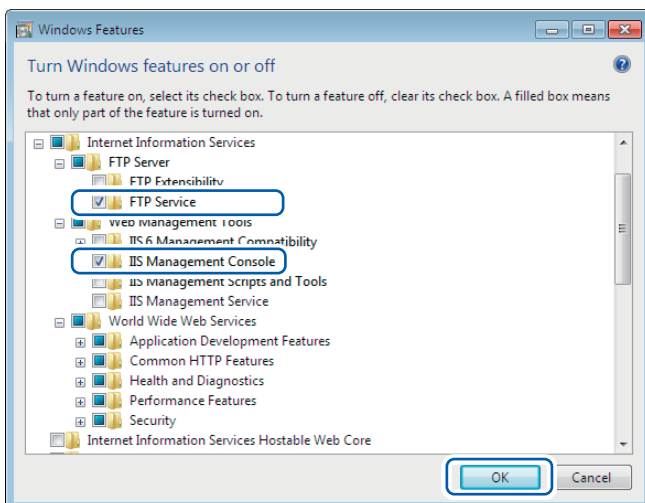 Windows Features
Turn Windows features on or off
To turn a feature on, select its check box. To turn a feature off, clear its check box. A filled box means
that only part of the feature is turned on.
Internet Information Services
FTP Server
FTP Extensibility
FTP Service
Web Management Tools
IIS 6 Management Compatibility
IIS Management Console
IIS Management Scripts and Tools
IIS Management Service
World Wide Web Services
Application Development Features
Common HTTP Features
Health and Diagnostics
Performance Features
Security
Internet Information Services Hostable Web Core
OK
Cancel